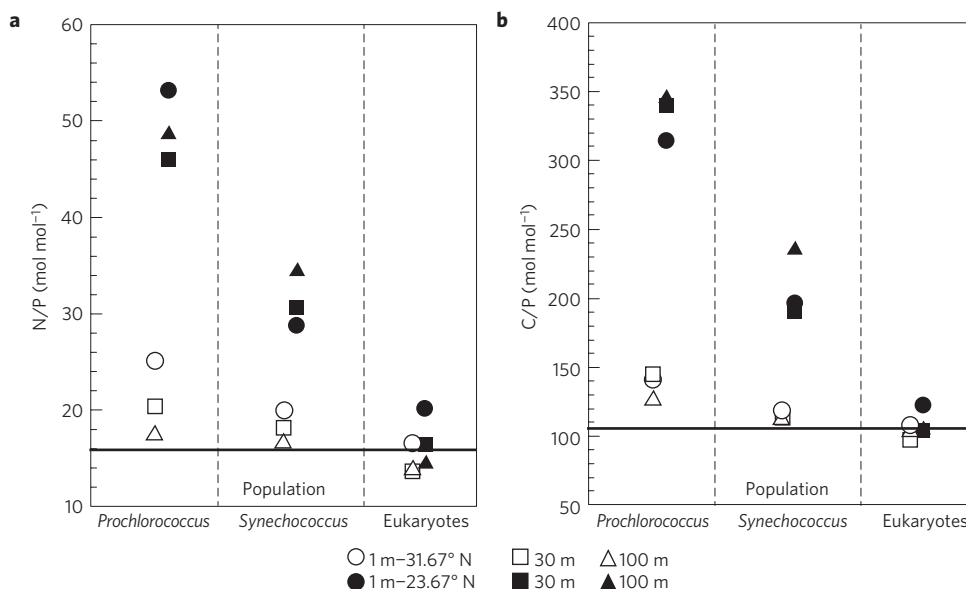 a
60
50
40
30
20
10
N/P (mol mol⁻¹)
Population
Prochlorococcus Synechococcus Eukaryotes
b
400
350
300
250
200
150
100
50
C/P (mol mol⁻¹)
Population
Prochlorococcus Synechococcus Eukaryotes
1 m–31.67° N 30 m 100 m
1 m–23.67° N 30 m 100 m